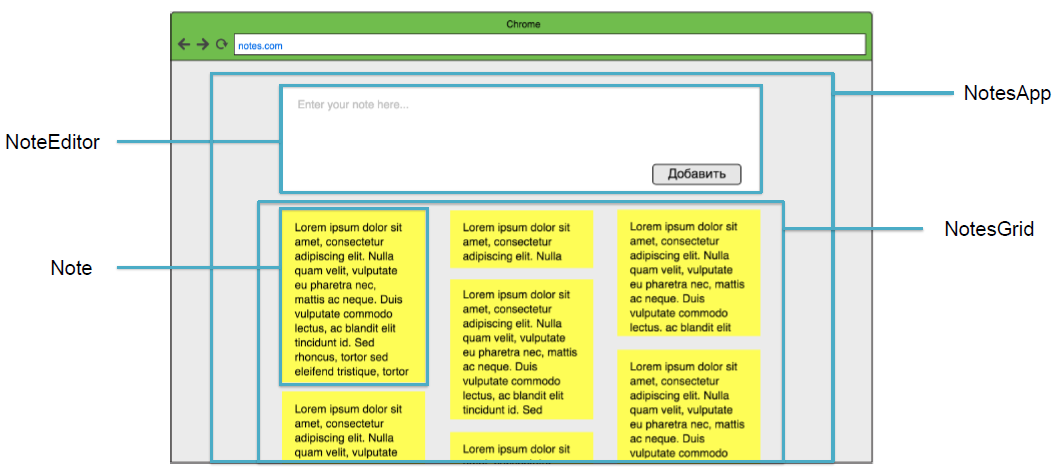 Chrome
notes.com
NotesApp
Enter your note here...
NoteEditor
Добавить
NotesGrid
Note
Lorem ipsum dolor sit
amet, consectetur
adipiscing elit. Nulla
quam velit, vulputate
eu pharetra nec,
mattis ac neque. Duis
vulputate commodo
lectus, ac blandit elit
tincidunt id. Sed
rhoncus, tortor sed
eleifend tristique, tortor
Lorem ipsum dolor sit
amet, consectetur
adipiscing elit. Nulla
quam velit, vulputate
Lorem ipsum dolor sit
amet, consectetur
adipiscing elit. Nulla
Lorem ipsum dolor sit
amet, consectetur
adipiscing elit. Nulla
quam velit, vulputate
eu pharetra nec, mattis
ac neque. Duis
vulputate commodo
lectus, ac blandit elit
tincidunt id. Sed
Lorem ipsum dolor sit
Lorem ipsum dolor sit
amet, consectetur
adipiscing elit. Nulla
quam velit, vulputate
eu pharetra nec, mattis
ac neque. Duis
vulputate commodo
lectus, ac blandit elit
Lorem ipsum dolor sit
amet, consectetur
adipiscing elit. Nulla
quam velit, vulputate
eu pharetra nec, mattis
ac neque. Duis
vulputate commodo